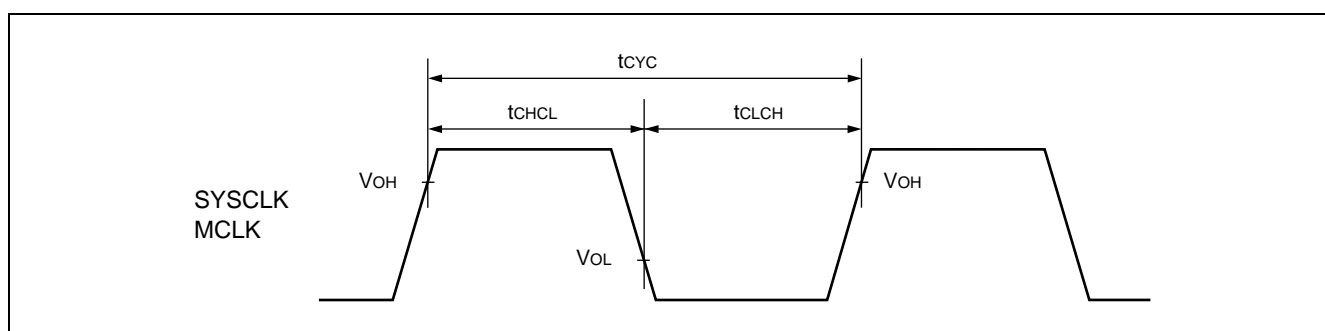 tCYC
tCHCL
tCLCH
VOH
VOH
SYSCLK
MCLK
VOL